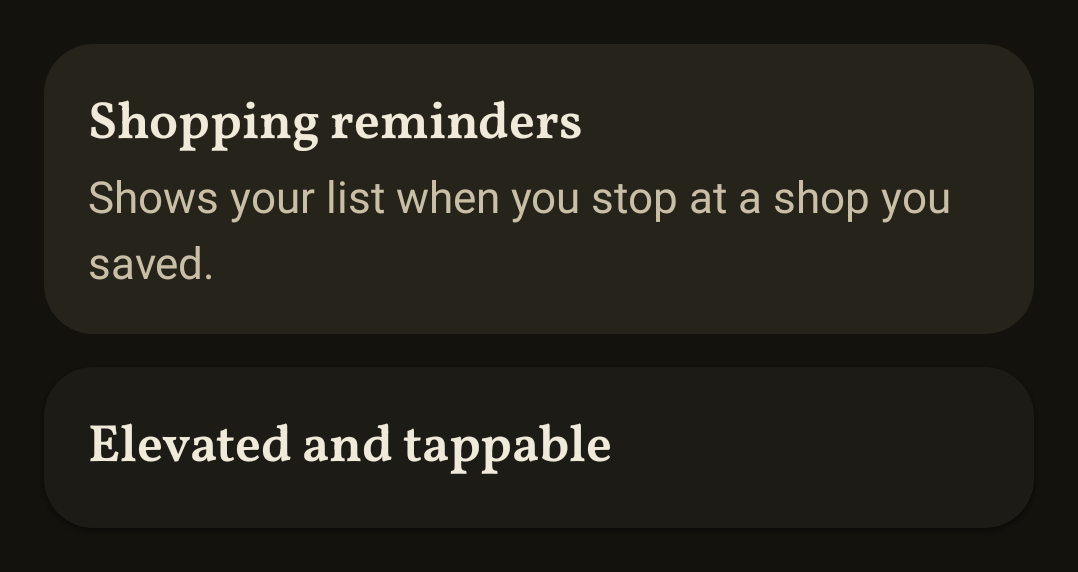 Shopping reminders
Shows your list when you stop at a shop you
saved.
Elevated and tappable